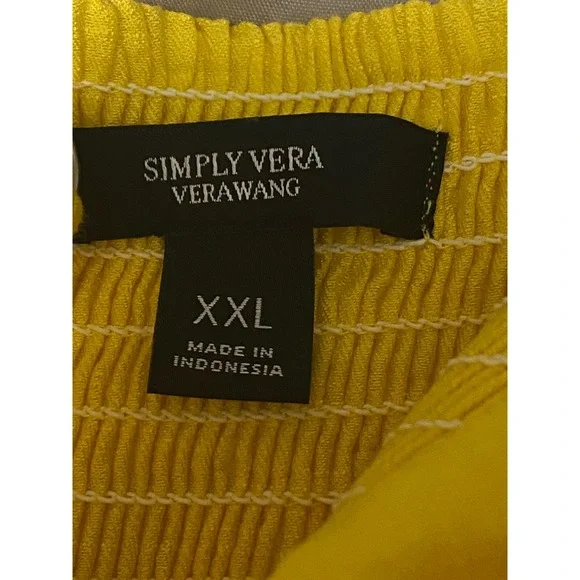 SIMPLY VERA
VERAWANG
XXL
MADE IN
INDONESIA